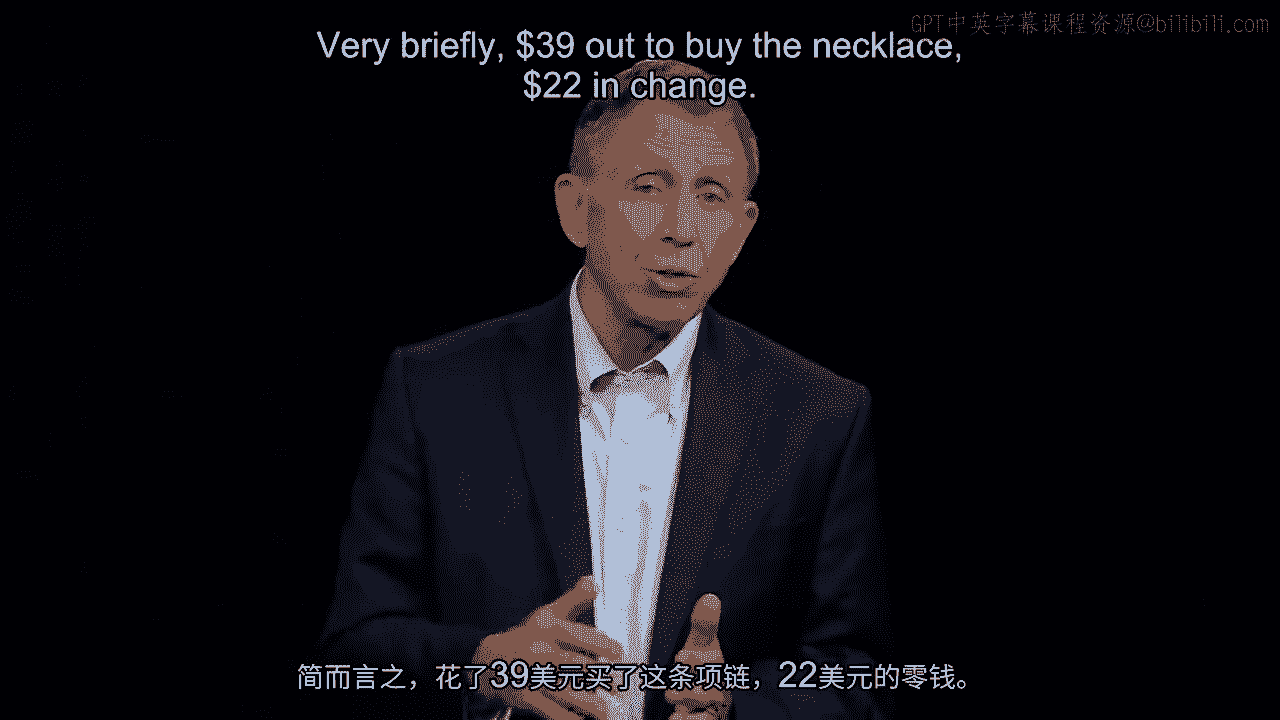 GPT中英字幕课程资源@bilibili.com
Very briefly, $39 out to buy the necklace,
$22 in change.
简而言之，花了39美元买了这条项链，22美元的零钱。